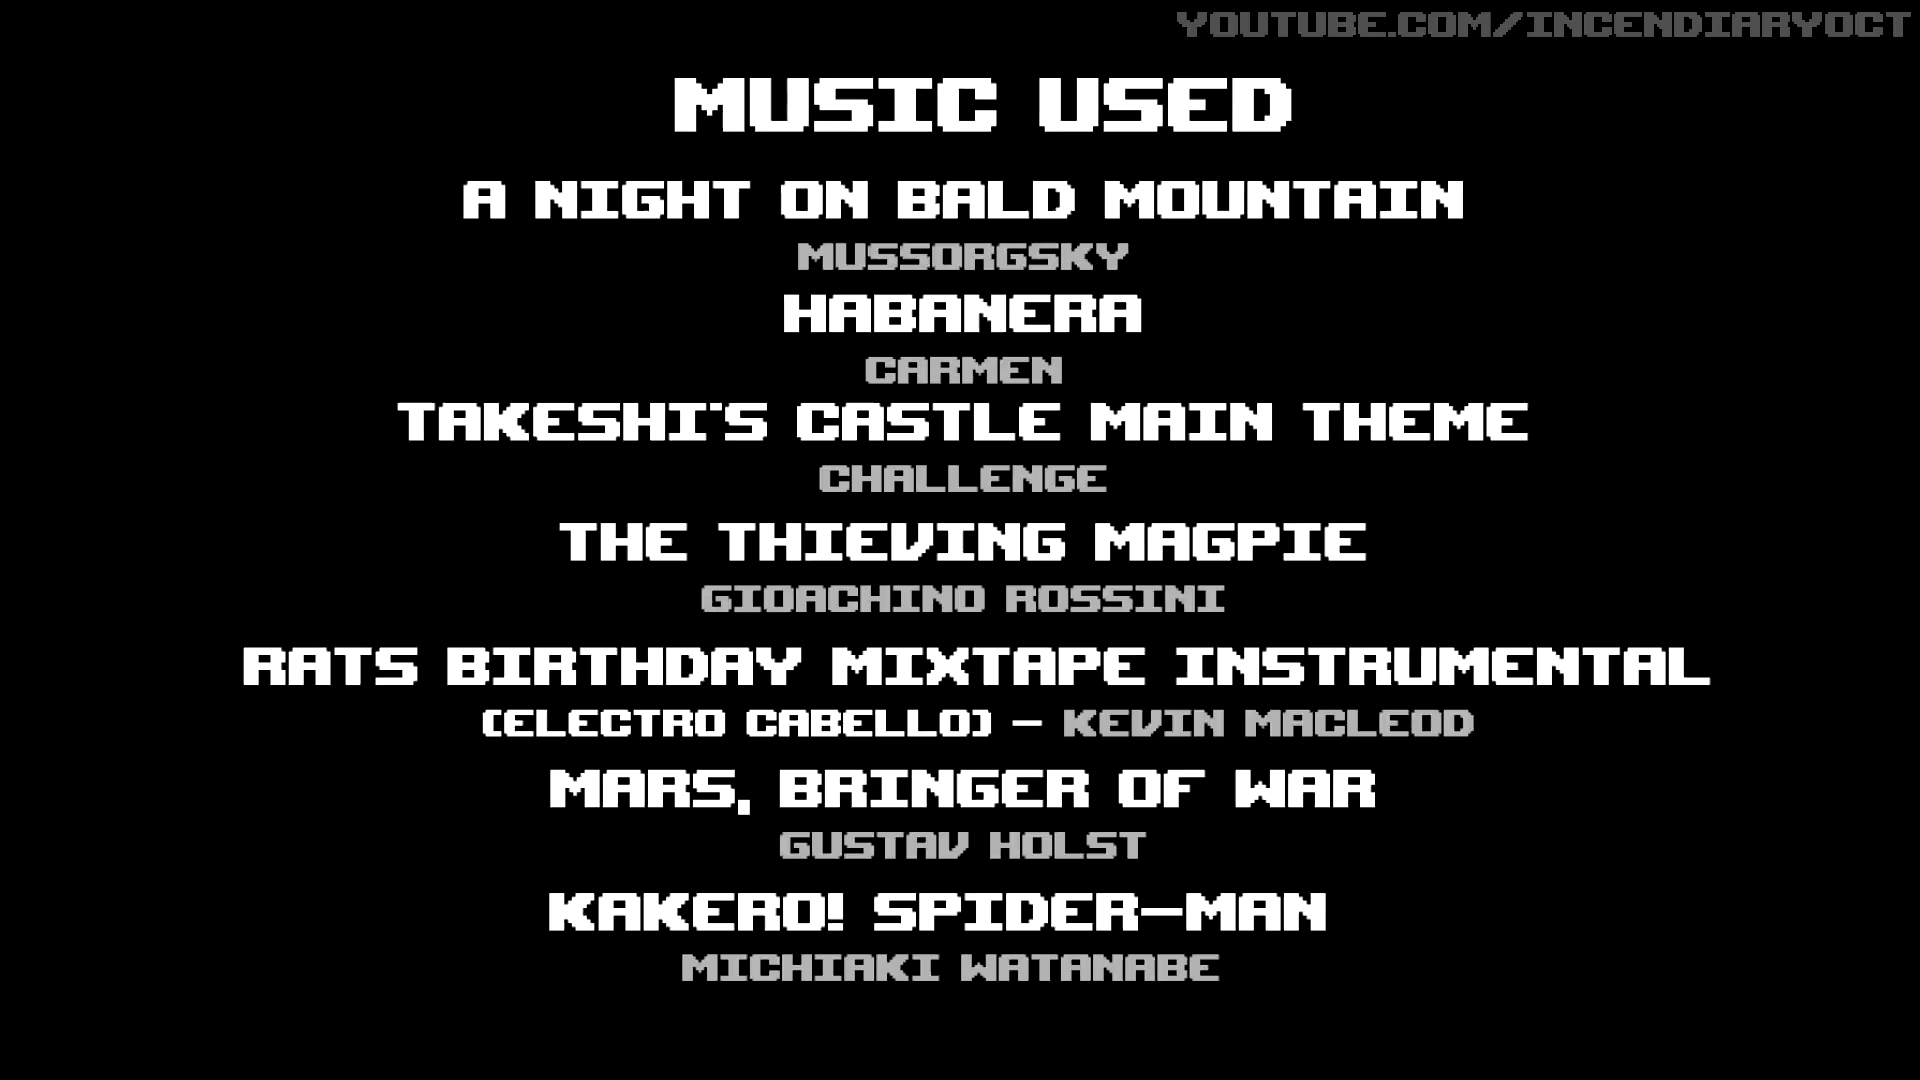 YOUTUBE.COM/INCENDIARYOCT
MUSIC USED
A NIGHT ON BALD MOUNTAIN
MUSSORGSKY
HABANERA
CARMEN
TAKESHI'S CASTLE MAIN THEME
CHALLENGE
THE THIEVING MAGPIE
GIOACHINO ROSSINI
RATS BIRTHDAY MIXTAPE INSTRUMENTAL
(ELECTRO CABELLO) - KEVIN MACLEOD
MARS, BRINGER OF WAR
GUSTAV HOLST
KAKERO! SPIDER-MAN
MICHIAKI WATANABE